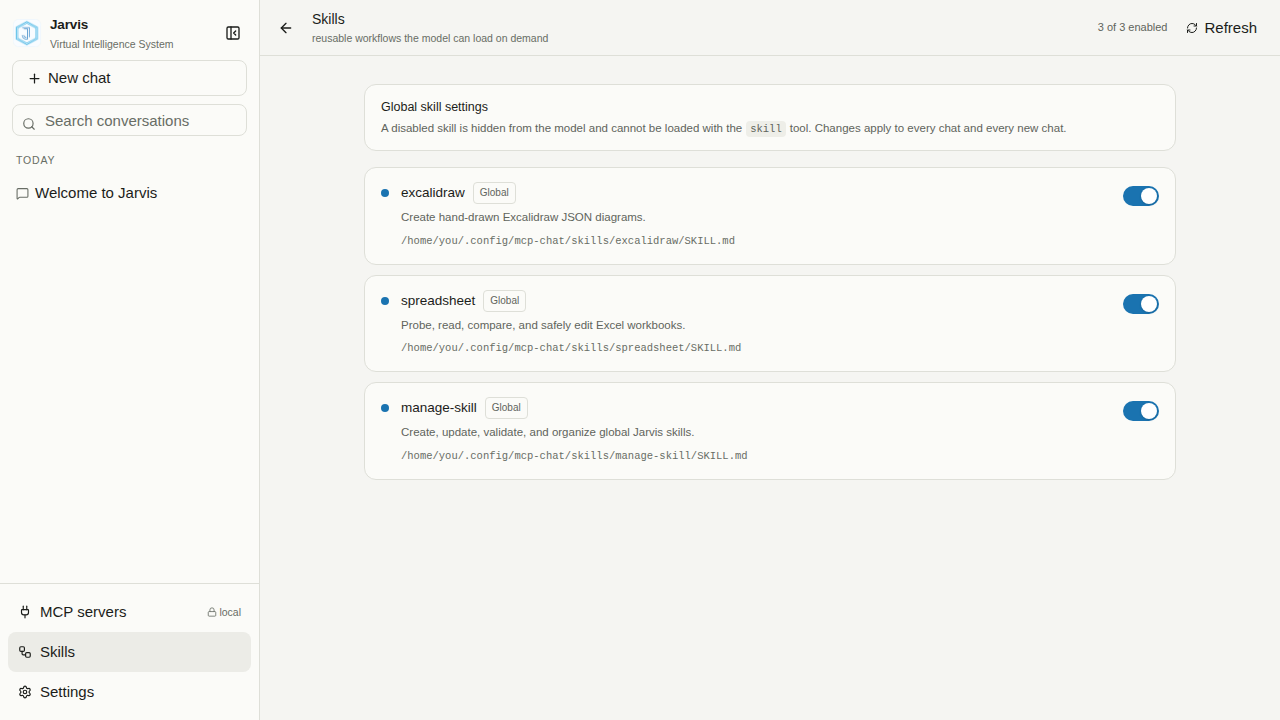 Jarvis
Virtual Intelligence System
New chat
Search conversations
TODAY
Welcome to Jarvis
MCP servers
local
Skills
Settings
Skills
reusable workflows the model can load on demand
3 of 3 enabled
Refresh
Global skill settings
A disabled skill is hidden from the model and cannot be loaded with the skill tool. Changes apply to every chat and every new chat.
excalidraw Global
Create hand-drawn Excalidraw JSON diagrams.
/home/you/.config/mcp-chat/skills/excalidraw/SKILL.md
spreadsheet Global
Probe, read, compare, and safely edit Excel workbooks.
/home/you/.config/mcp-chat/skills/spreadsheet/SKILL.md
manage-skill Global
Create, update, validate, and organize global Jarvis skills.
/home/you/.config/mcp-chat/skills/manage-skill/SKILL.md